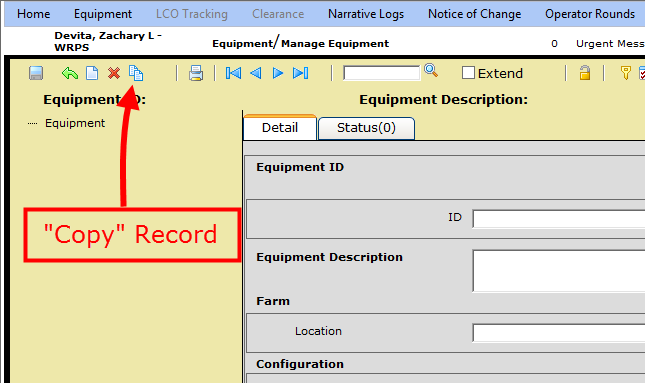 Home Equipment LCO Tracking Clearance Narrative Logs Notice of Change Operator Rounds
Devita, Zachary L -
WRPS
Equipment/Manage Equipment
0 Urgent Mess
Extend
Equipment ID:
Equipment Description:
Equipment
Detail
Status(0)
Equipment ID
ID
"Copy" Record
Equipment Description
Farm
Location
Configuration